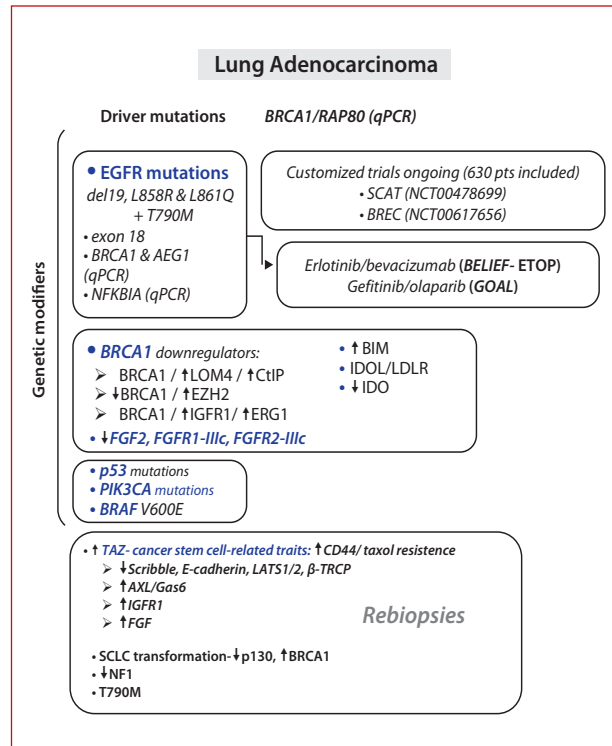 Lung Adenocarcinoma
Driver mutations
BRCA1/RAP80 (qPCR)
Genetic modifiers
• EGFR mutations
del19, L858R & L861Q
+ T790M
• exon 18
• BRCA1 & AEG1
(qPCR)
• NFKBIA (qPCR)
Customized trials ongoing (630 pts included)
• SCAT (NCT00478699)
• BREC (NCT00617656)
Erlotinib/bevacizumab (BELIEF- ETOP)
Gefitinib/olaparib (GOAL)
• BRCA1 downregulators:
➢ BRCA1 / ↑LOM4 / ↑CtIP
➢ ↓BRCA1 / ↑EZH2
➢ BRCA1 / ↑IGFR1/ ↑ERG1
• ↓FGF2, FGFR1-IIIc, FGFR2-IIIc
• ↑ BIM
• IDOL/LDLR
• ↓ IDO
• p53 mutations
• PIK3CA mutations
• BRAF V600E
• ↑ TAZ- cancer stem cell-related traits: ↑CD44/ taxol resistence
➢ ↓Scribble, E-cadherin, LATS1/2, β-TRCP
➢ ↑AXL/Gas6
➢ ↑IGFR1
➢ ↑FGF
Rebiopsies
• SCLC transformation-↓p130, ↑BRCA1
• ↓NF1
• T790M